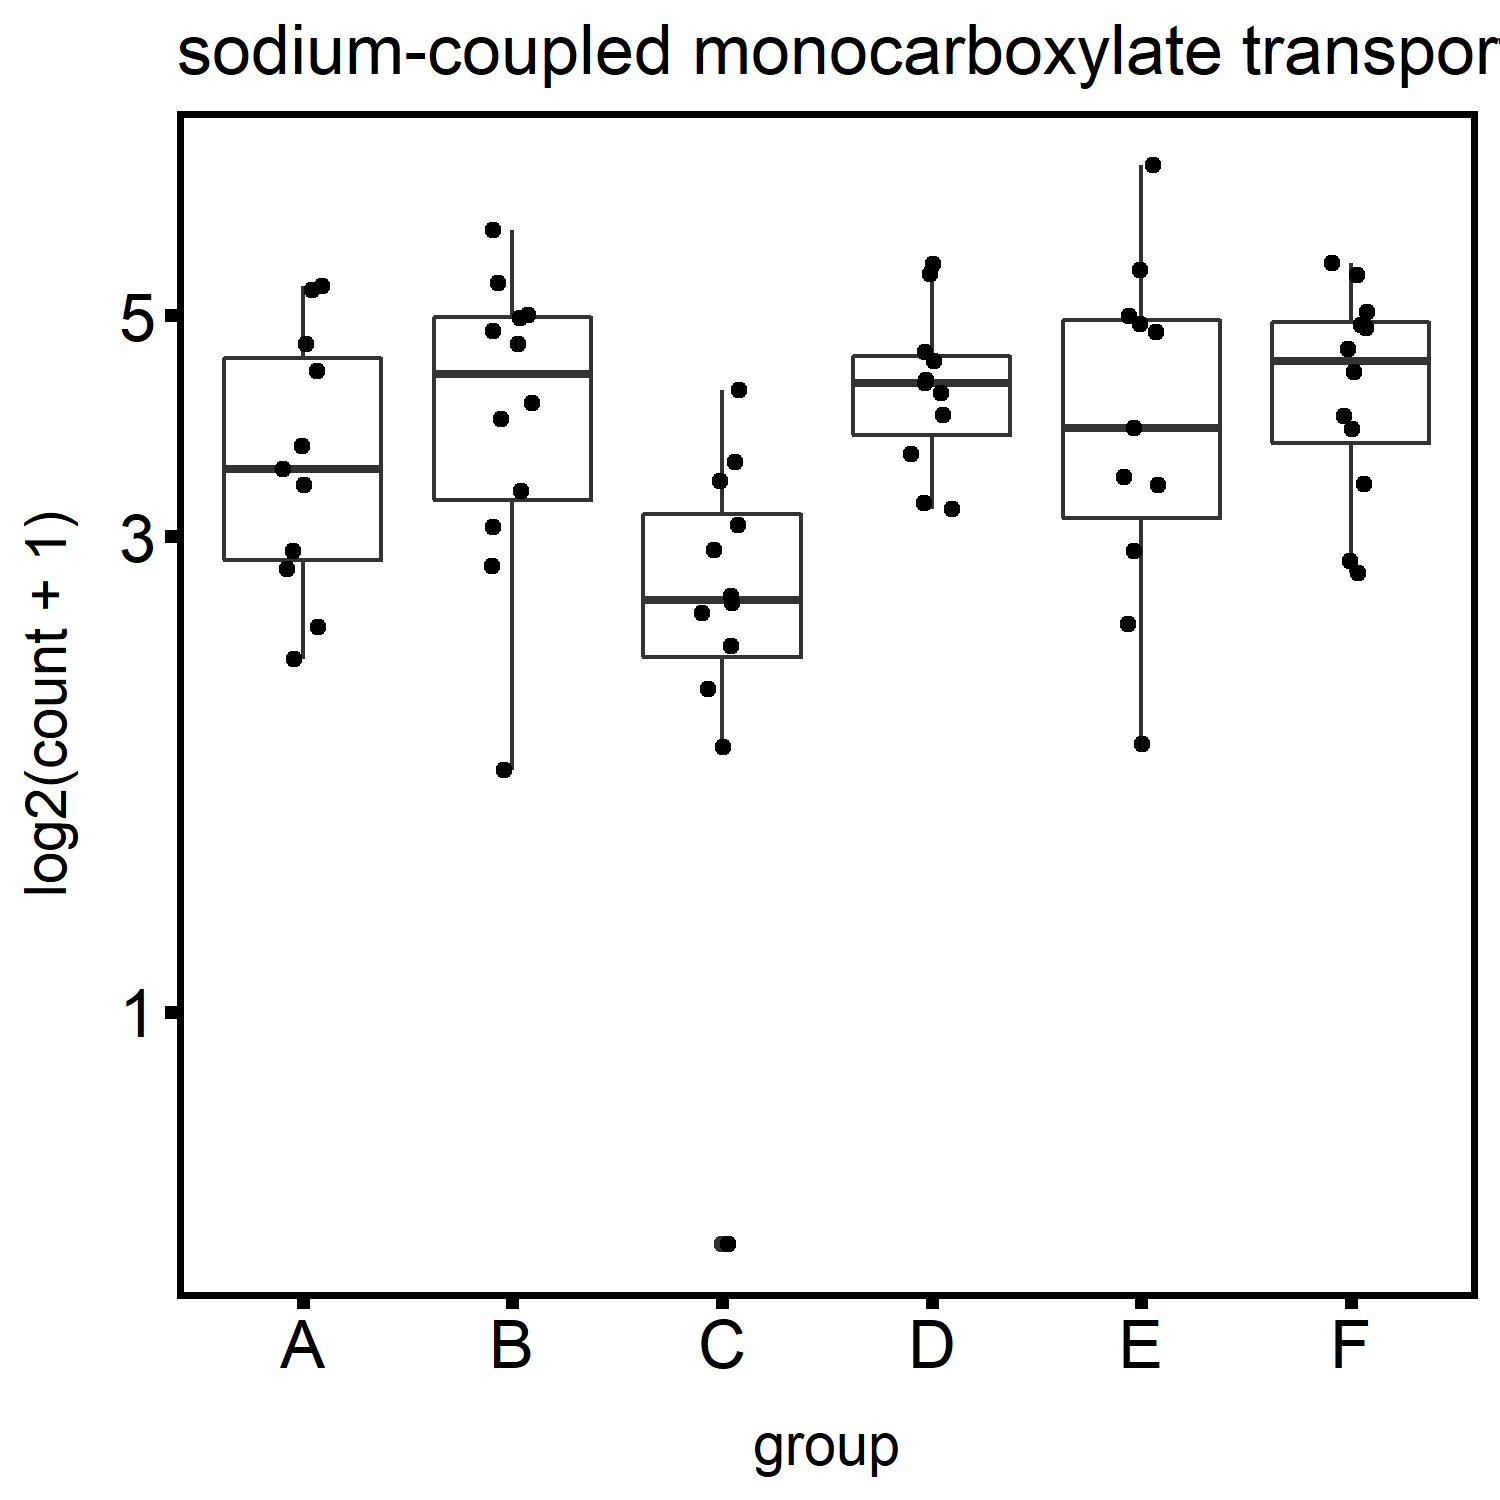 sodium-coupled monocarboxylate transpor
log2(count + 1)
5
3
1
A B C D E F
group